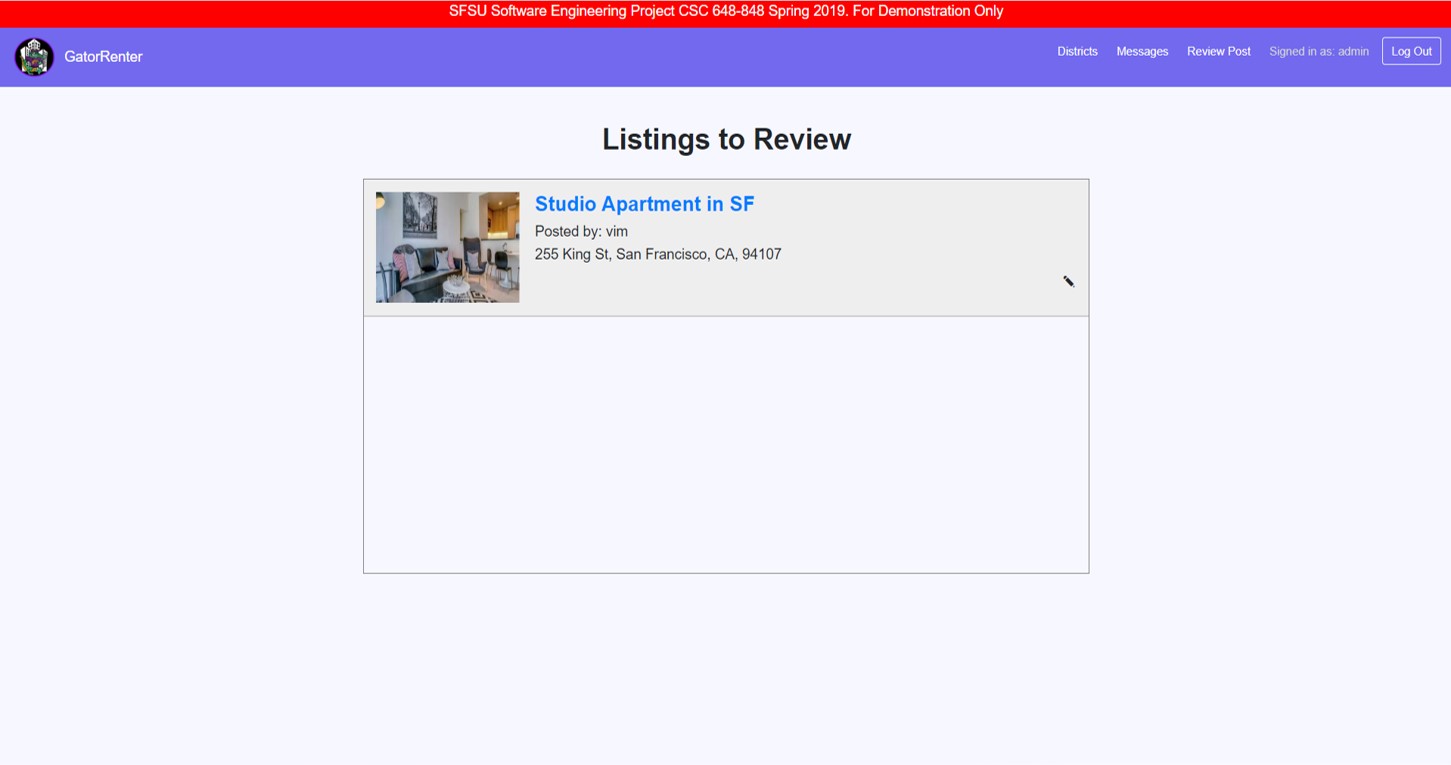 SFSU Software Engineering Project CSC 648-848 Spring 2019. For Demonstration Only
GatorRenter
Districts
Messages
Review Post
Signed in as: admin
Log Out
Listings to Review
Studio Apartment in SF
Posted by: vim
255 King St, San Francisco, CA, 94107